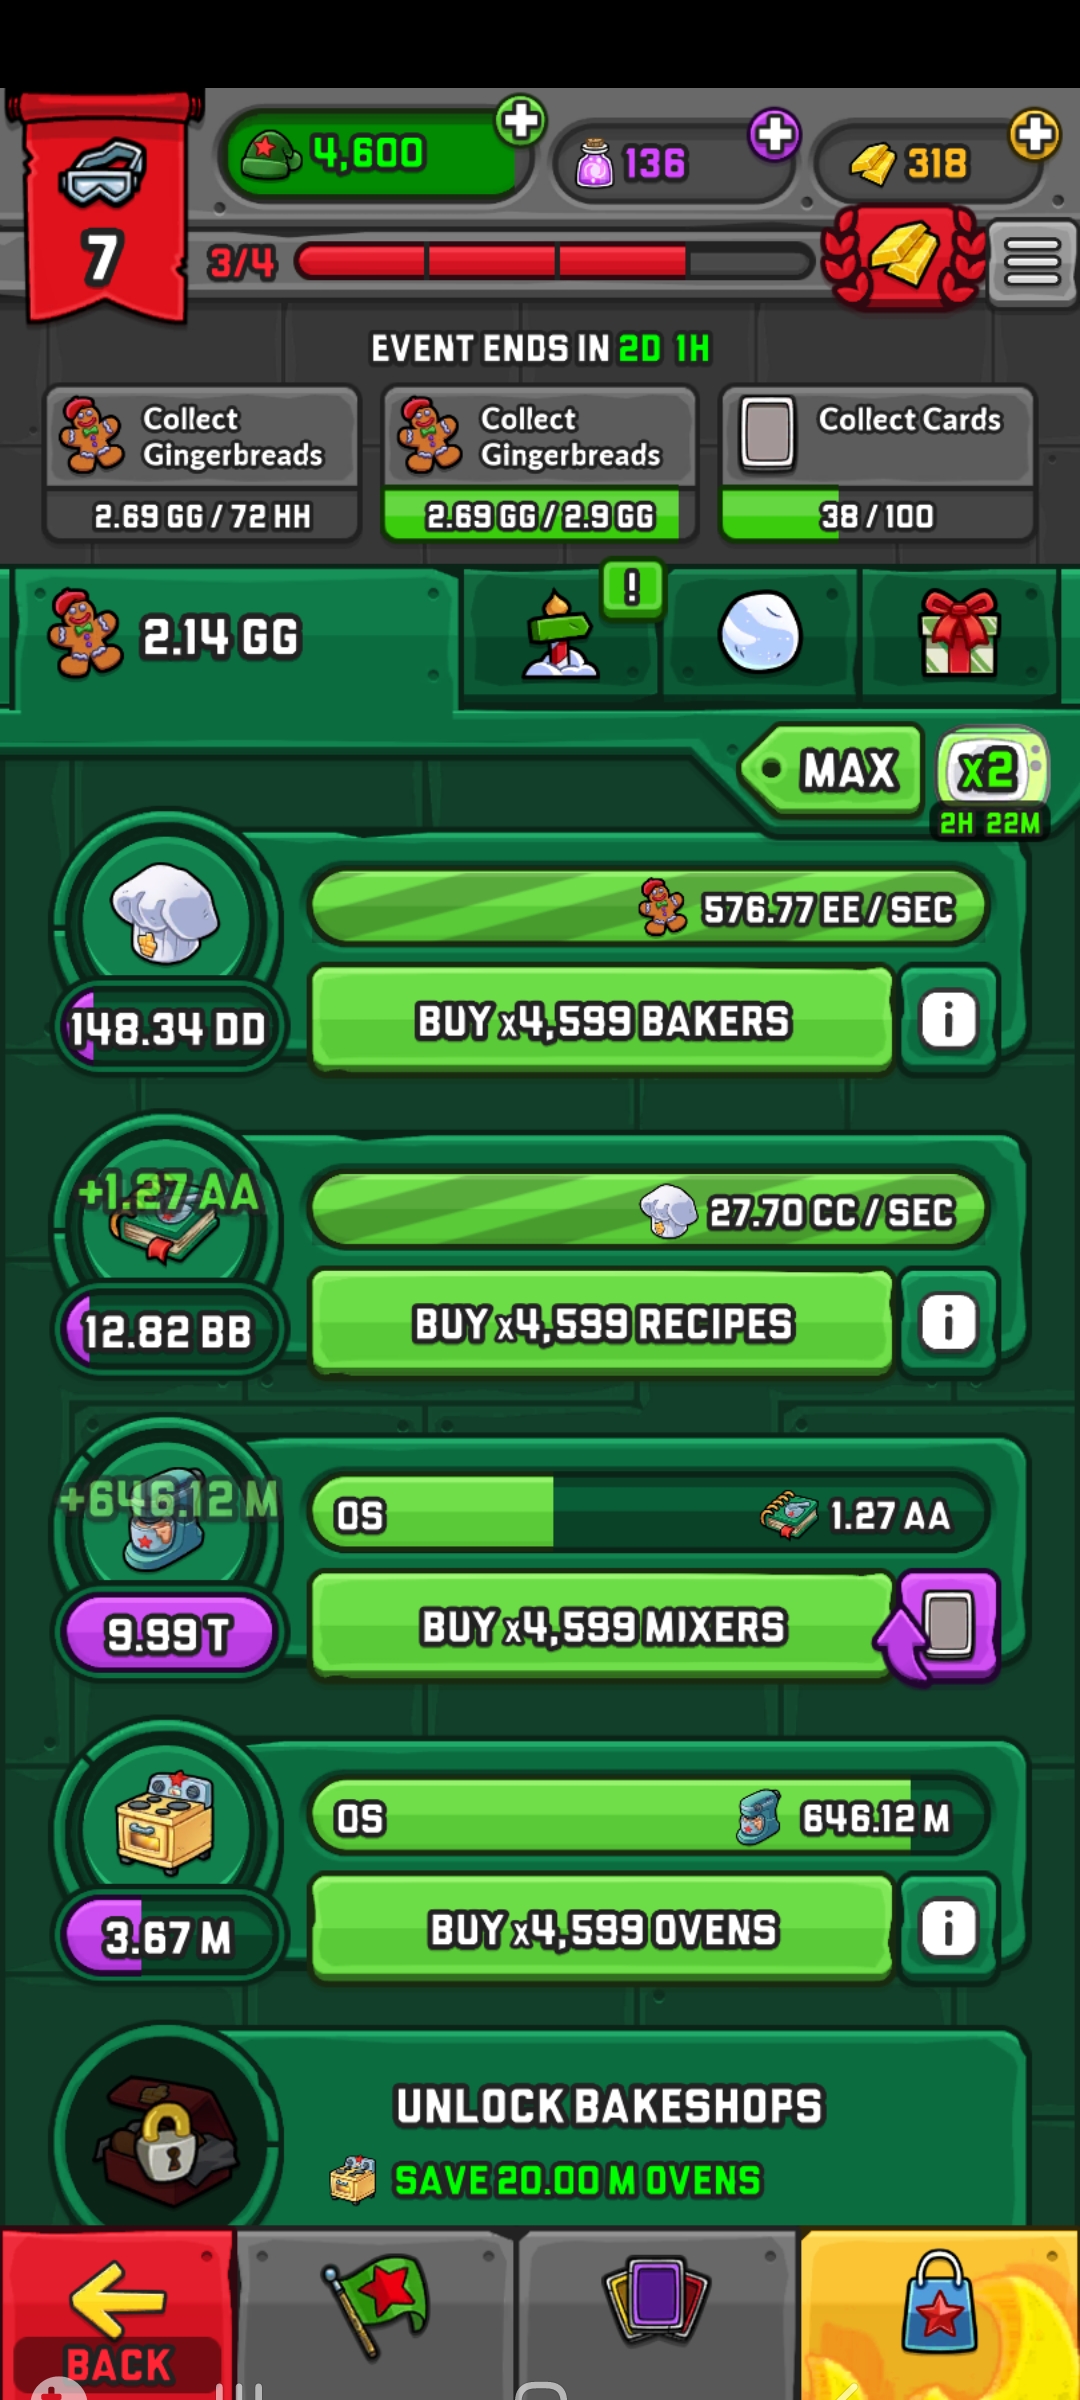 4,600
136
318
7
3/4
EVENT ENDS IN 2D 1H
Collect
Gingerbreads
2.69 GG / 72 HH
Collect
Gingerbreads
2.69 GG / 2.9 GG
Collect Cards
38 / 100
2.14 GG
!
MAX
x2
2H 22M
576.77 EE / SEC
148.34 DD
BUY x4,599 BAKERS
i
+1.27 AA
27.70 CC / SEC
12.82 BB
BUY x4,599 RECIPES
i
+646.12 M
0S
1.27 AA
9.99 T
BUY x4,599 MIXERS
0S
646.12 M
3.67 M
BUY x4,599 OVENS
i
UNLOCK BAKESHOPS
SAVE 20.00 M OVENS
BACK